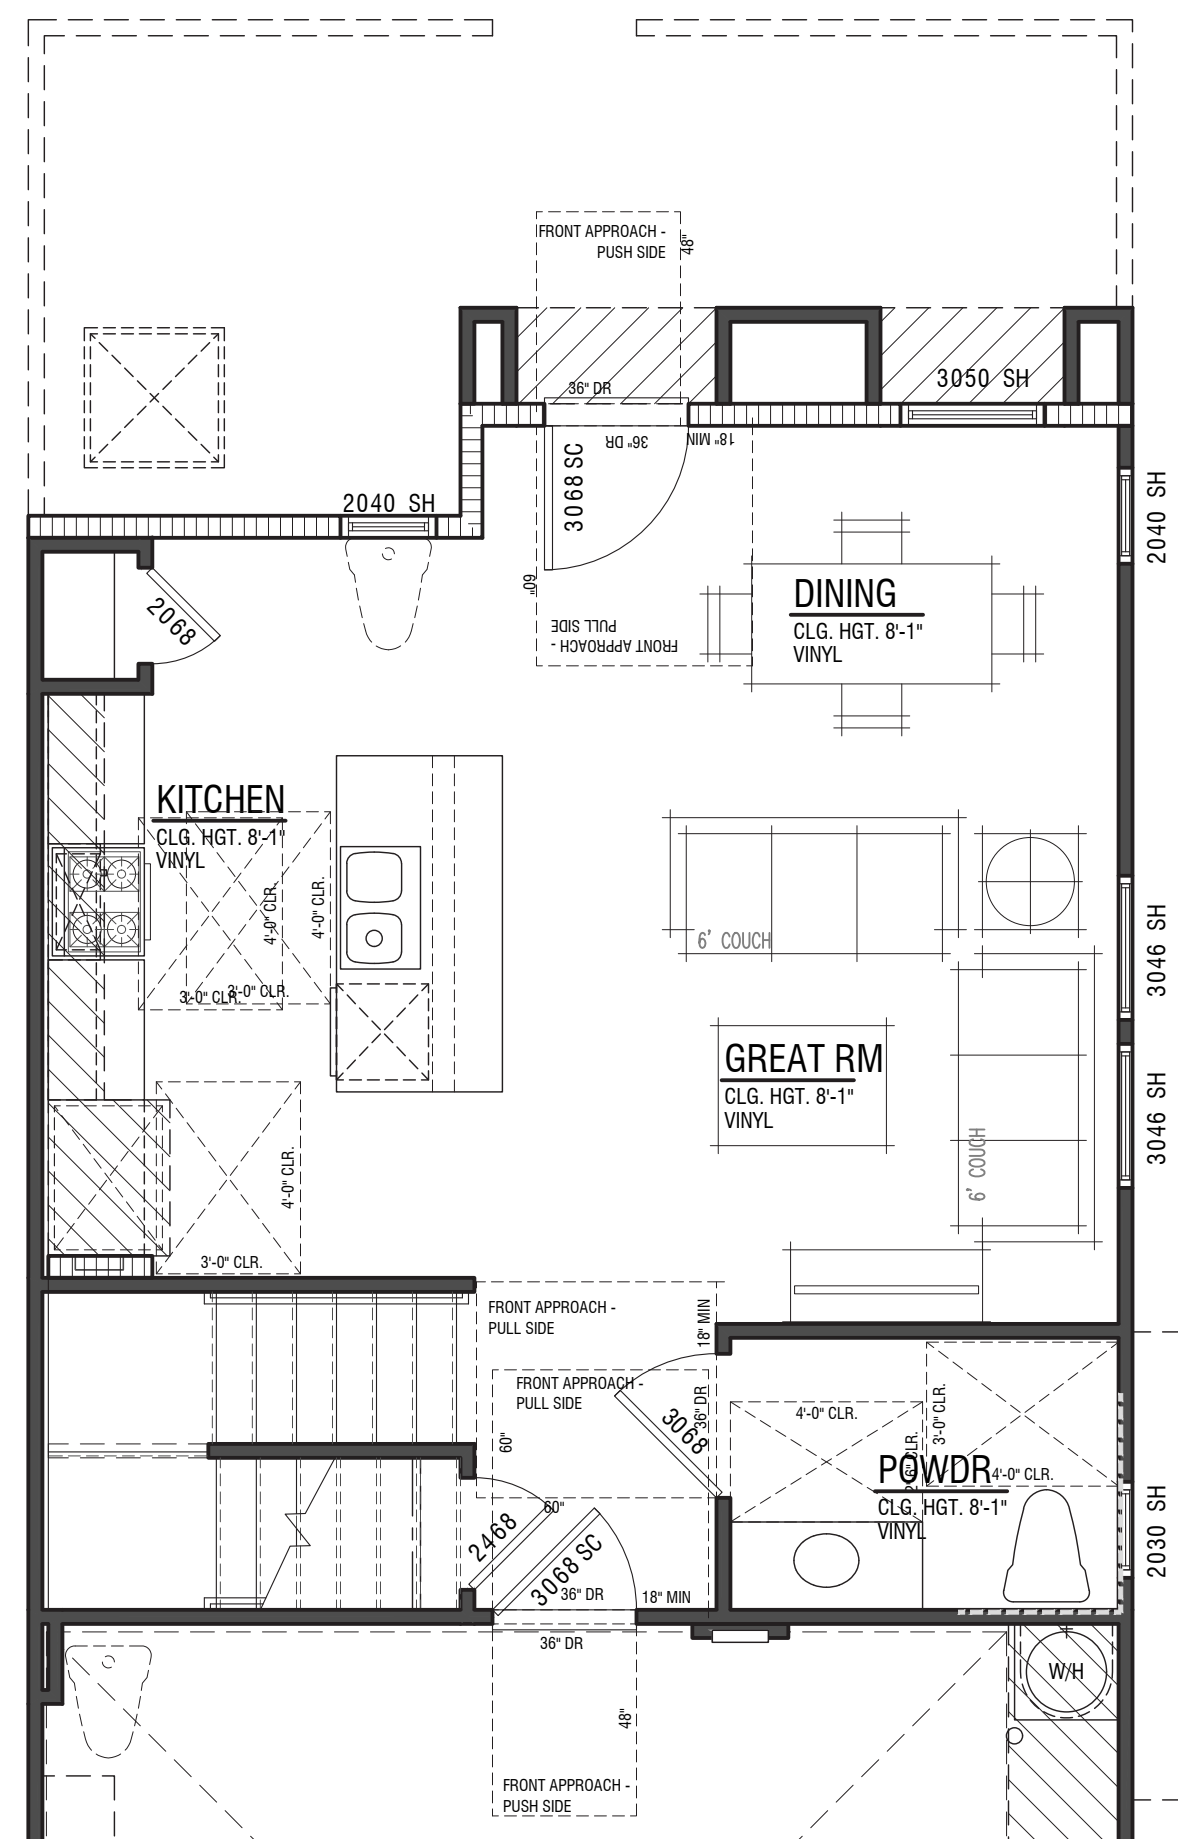 FRONT APPROACH -
PUSH SIDE
48"
36" DR
3050 SH
36" DR
18" MIN
3068 SC
2040 SH
2040 SH
60"
FRONT APPROACH -
PULL SIDE
2068
DINING
CLG. HGT. 8'-1"
VINYL
KITCHEN
CLG. HGT. 8'-1"
VINYL
4'-0" CLR.
4'-0" CLR.
3'-0" CLR.
3'-0" CLR.
6' COUCH
3046 SH
GREAT RM
CLG. HGT. 8'-1"
VINYL
3046 SH
6' COUCH
4'-0" CLR.
3'-0" CLR.
FRONT APPROACH -
PULL SIDE
18" MIN
FRONT APPROACH -
PULL SIDE
36" DR
3068
60"
4'-0" CLR.
3'-0" CLR.
POWDR
4'-0" CLR.
CLG. HGT. 8'-1"
VINYL
2030 SH
60"
2468
3068 SC
36" DR
18" MIN
36" DR
W/H
48"
FRONT APPROACH -
PUSH SIDE